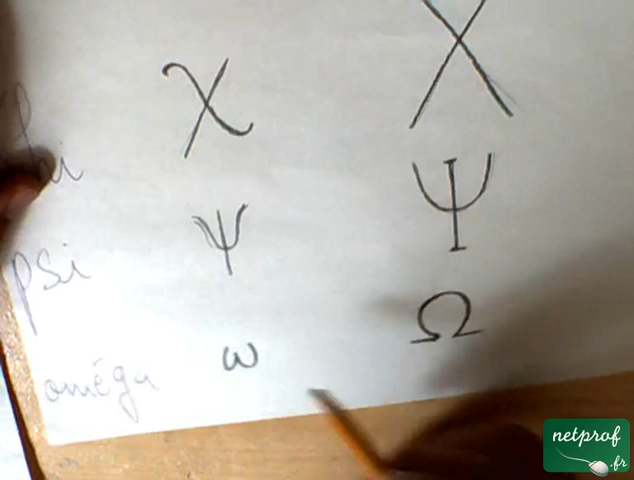 χ Χ
psi ψ Ψ
oméga ω Ω
netprof
.fr